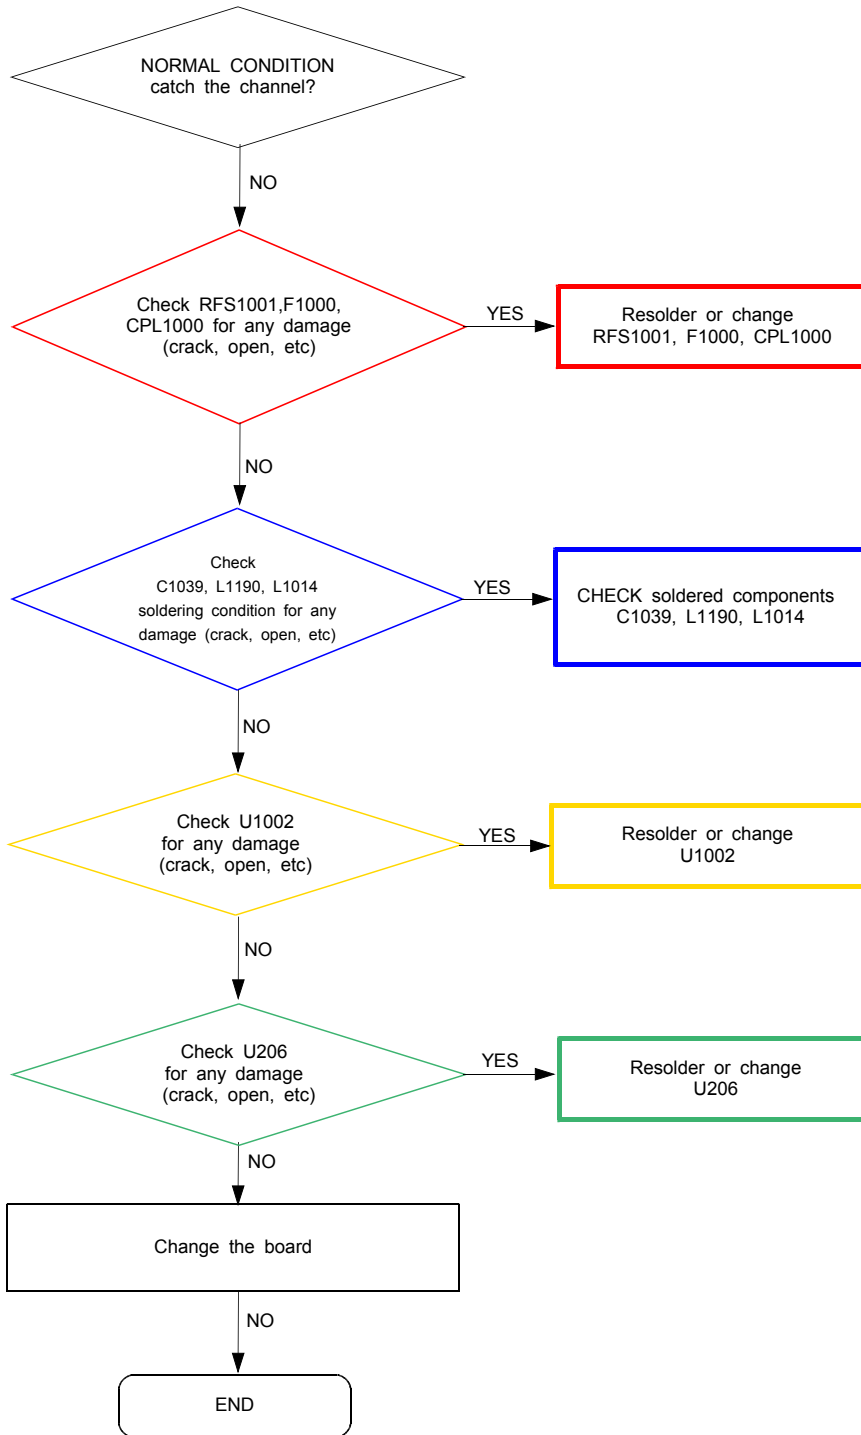 NORMAL CONDITION
catch the channel?
NO
Check RFS1001,F1000,
CPL1000 for any damage
(crack, open, etc)
YES
Resolder or change
RFS1001, F1000, CPL1000
NO
Check
C1039, L1190, L1014
soldering condition for any
damage (crack, open, etc)
YES
CHECK soldered components
C1039, L1190, L1014
NO
Check U1002
for any damage
(crack, open, etc)
YES
Resolder or change
U1002
NO
Check U206
for any damage
(crack, open, etc)
YES
Resolder or change
U206
NO
Change the board
NO
END